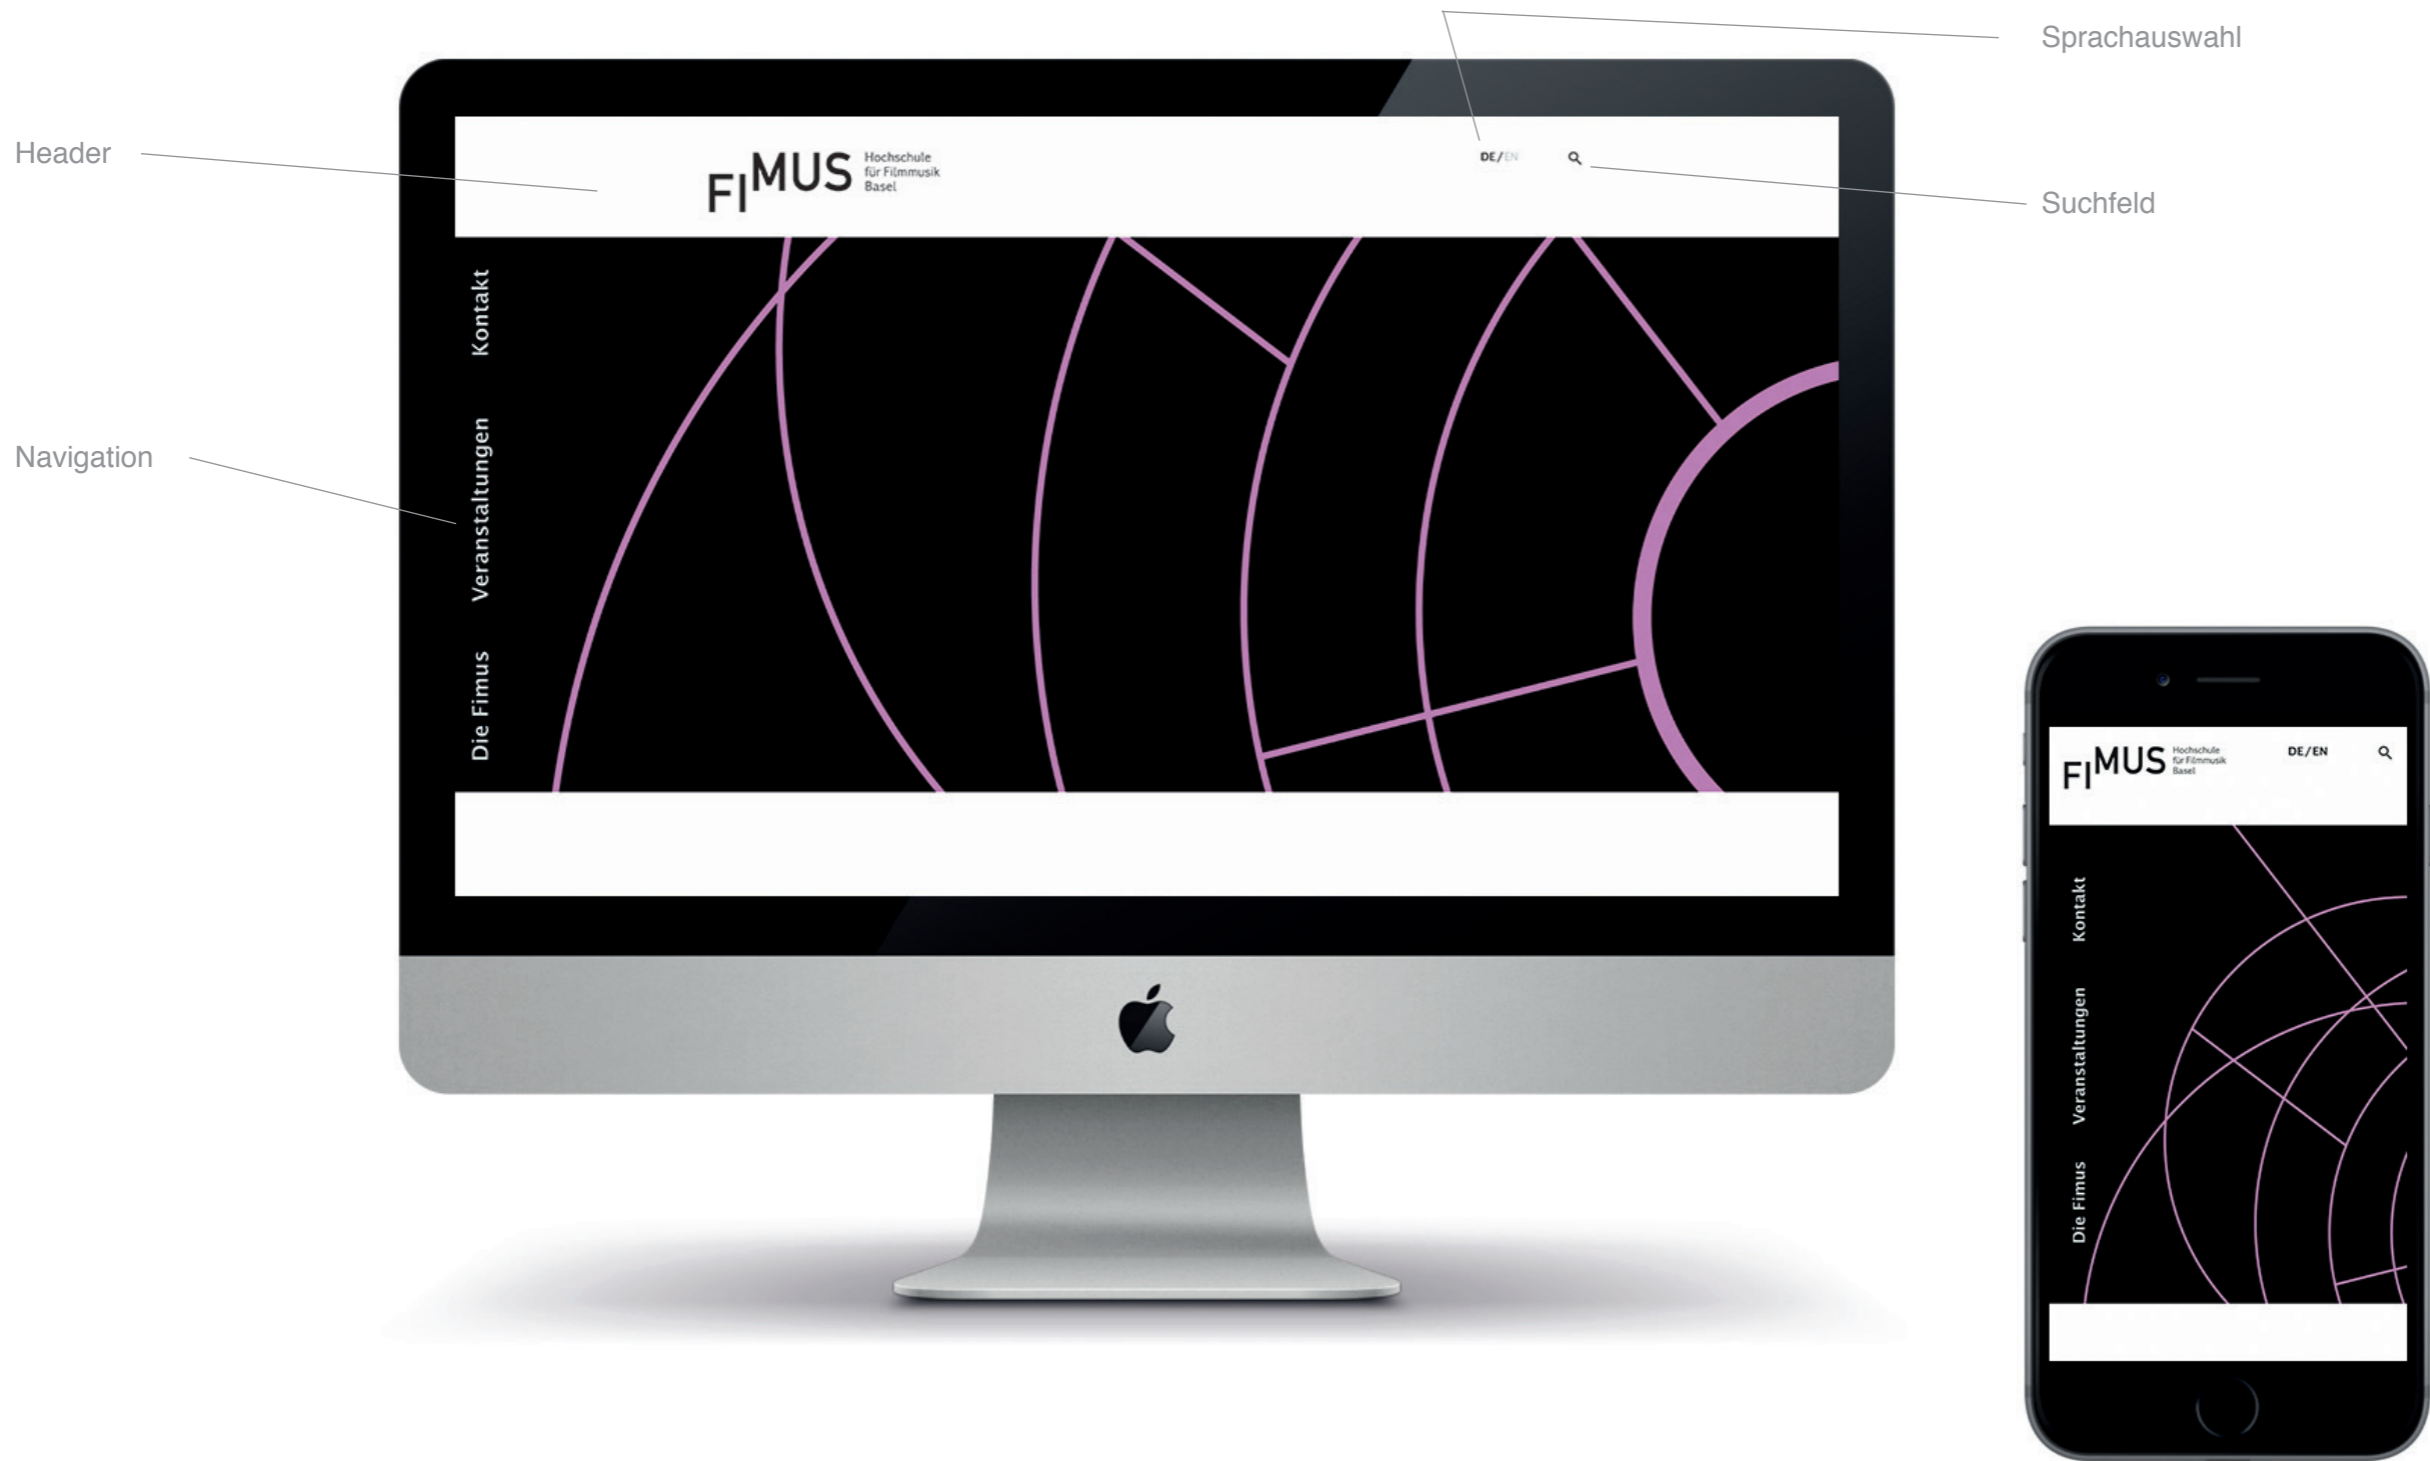 Sprachauswahl
Header
FIMUS
Hochschule
für Filmmusik
Basel
DE/EN
Suchfeld
Navigation
Kontakt
Veranstaltungen
Die Fimus
FIMUS
Hochschule
für Filmmusik
Basel
DE/EN
Kontakt
Veranstaltungen
Die Fimus